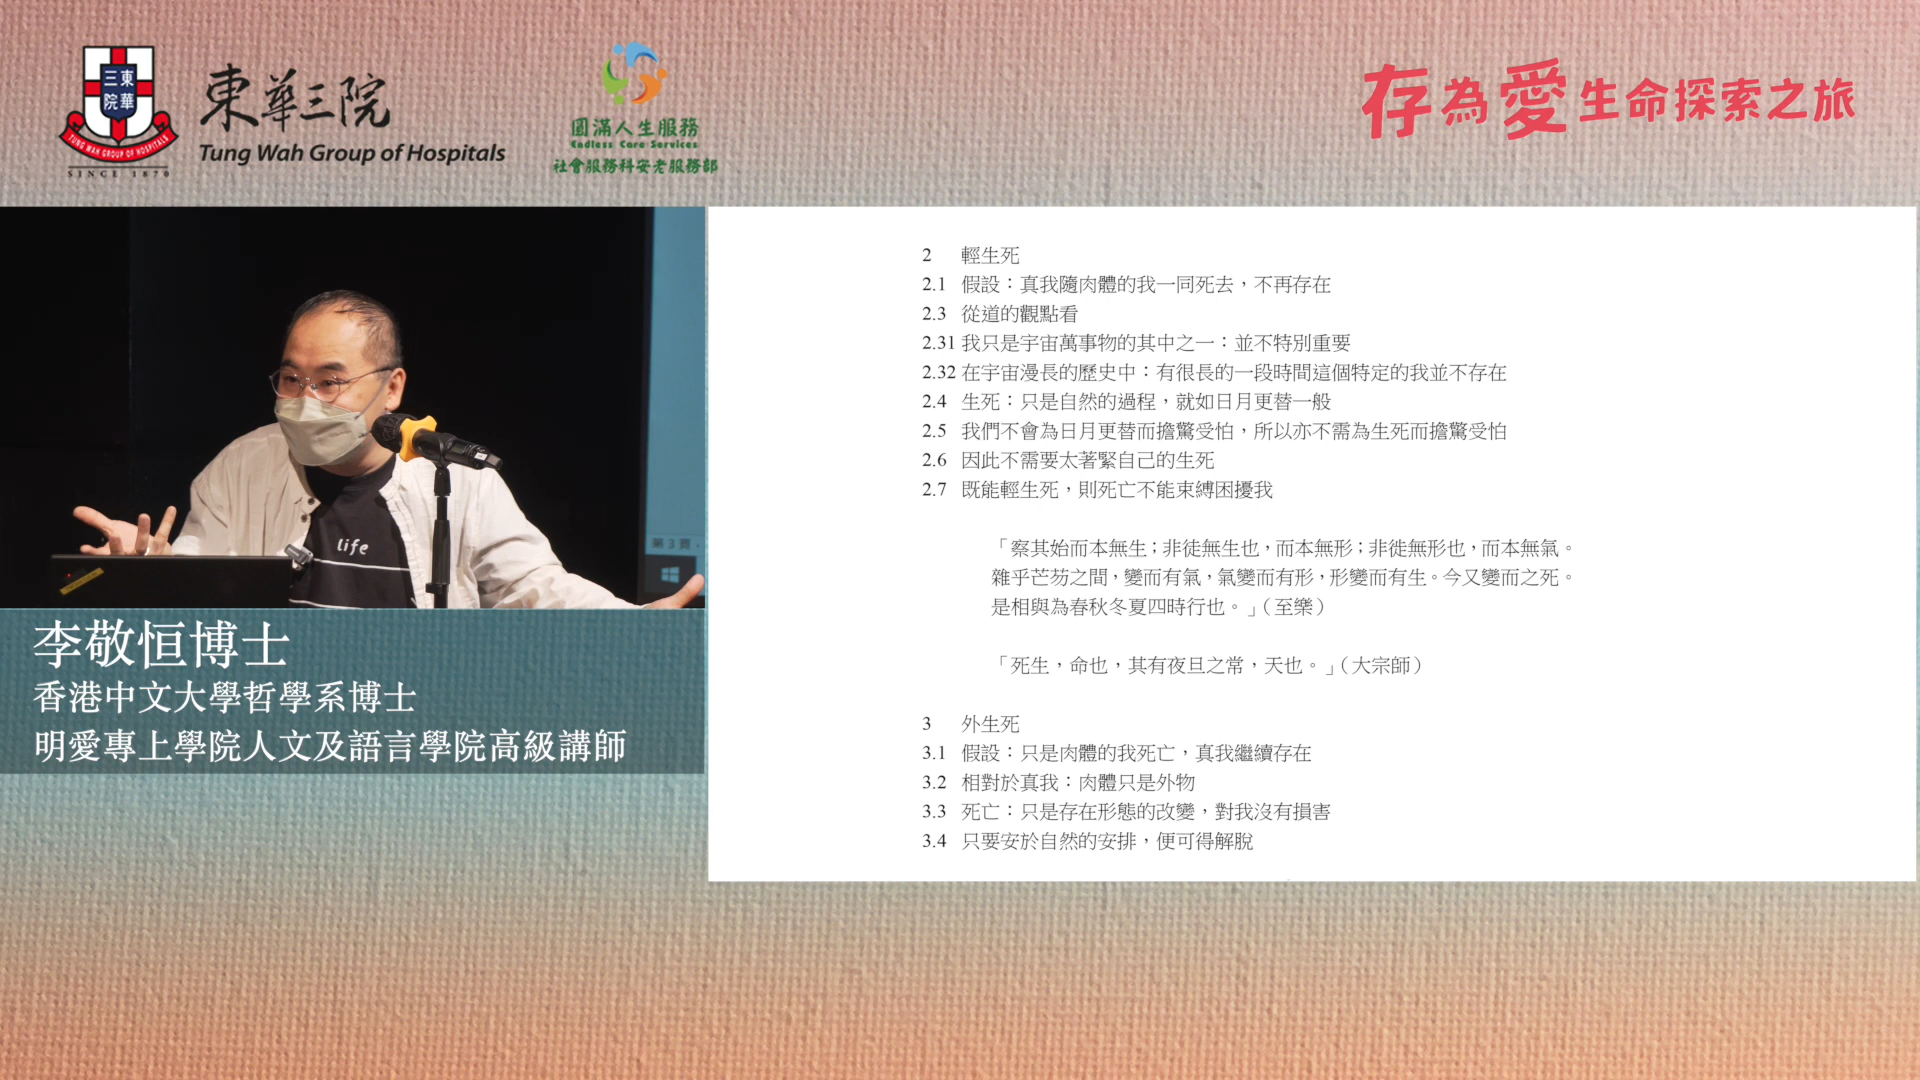 東華三院
TUNG WAH GROUP OF HOSPITALS
SINCE 1870
東華三院
Tung Wah Group of Hospitals
圓滿人生服務
Endless Care Services
社會服務科安老服務部
存為愛生命探索之旅
life
第 3 頁
李敬恒博士
香港中文大學哲學系博士
明愛專上學院人文及語言學院高級講師
2 輕生死
2.1 假設：真我隨肉體的我一同死去，不再存在
2.3 從道的觀點看
2.31 我只是宇宙萬事物的其中之一：並不特別重要
2.32 在宇宙漫長的歷史中：有很長的一段時間這個特定的我並不存在
2.4 生死：只是自然的過程，就如日月更替一般
2.5 我們不會為日月更替而擔驚受怕，所以亦不需為生死而擔驚受怕
2.6 因此不需要太著緊自己的生死
2.7 既能輕生死，則死亡不能束縛困擾我
「察其始而本無生；非徒無生也，而本無形；非徙無形也，而本無氣。
雜乎芒芴之間，變而有氣，氣變而有形，形變而有生。今又變而之死。
是相與為春秋冬夏四時行也。」（至樂）
「死生，命也，其有夜旦之常，天也。」（大宗師）
3 外生死
3.1 假設：只是肉體的我死亡，真我繼續存在
3.2 相對於真我：肉體只是外物
3.3 死亡：只是存在形態的改變，對我沒有損害
3.4 只要安於自然的安排，便可得解脫